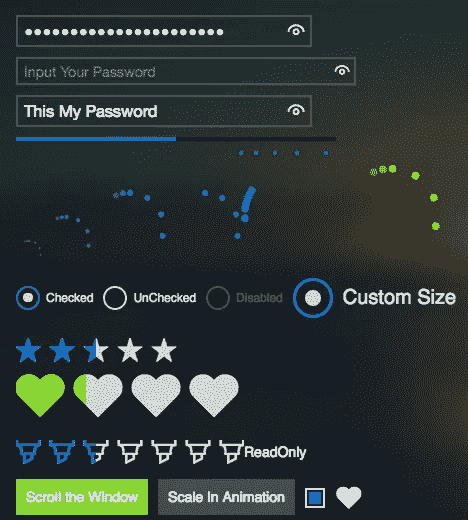 Input Your Password
This My Password
Checked UnChecked Disabled Custom Size
ReadOnly
Scroll the Window Scale In Animation